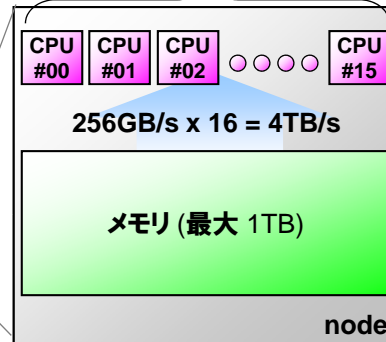 CPU CPU CPU CPU
#00 #01 #02 #15
256GB/s x 16 = 4TB/s
メモリ (最大 1TB)
node